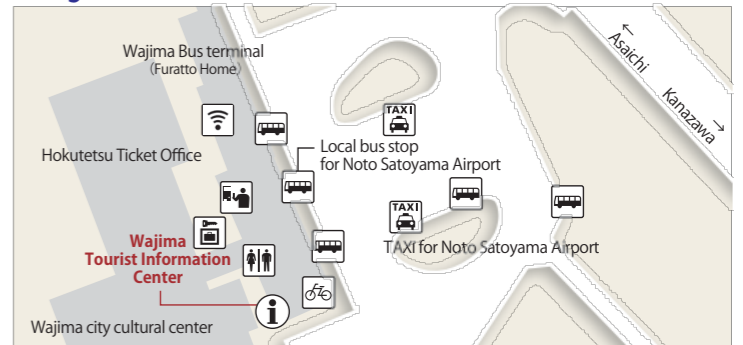 Wajima Bus terminal
(Furatto Home)
←
Asaichi
Kanazawa
→
TAXI
Hokutetsu Ticket Office
Local bus stop
for Noto Satoyama Airport
TAXI
TAXI for Noto Satoyama Airport
Wajima
Tourist Information
Center
i
Wajima city cultural center